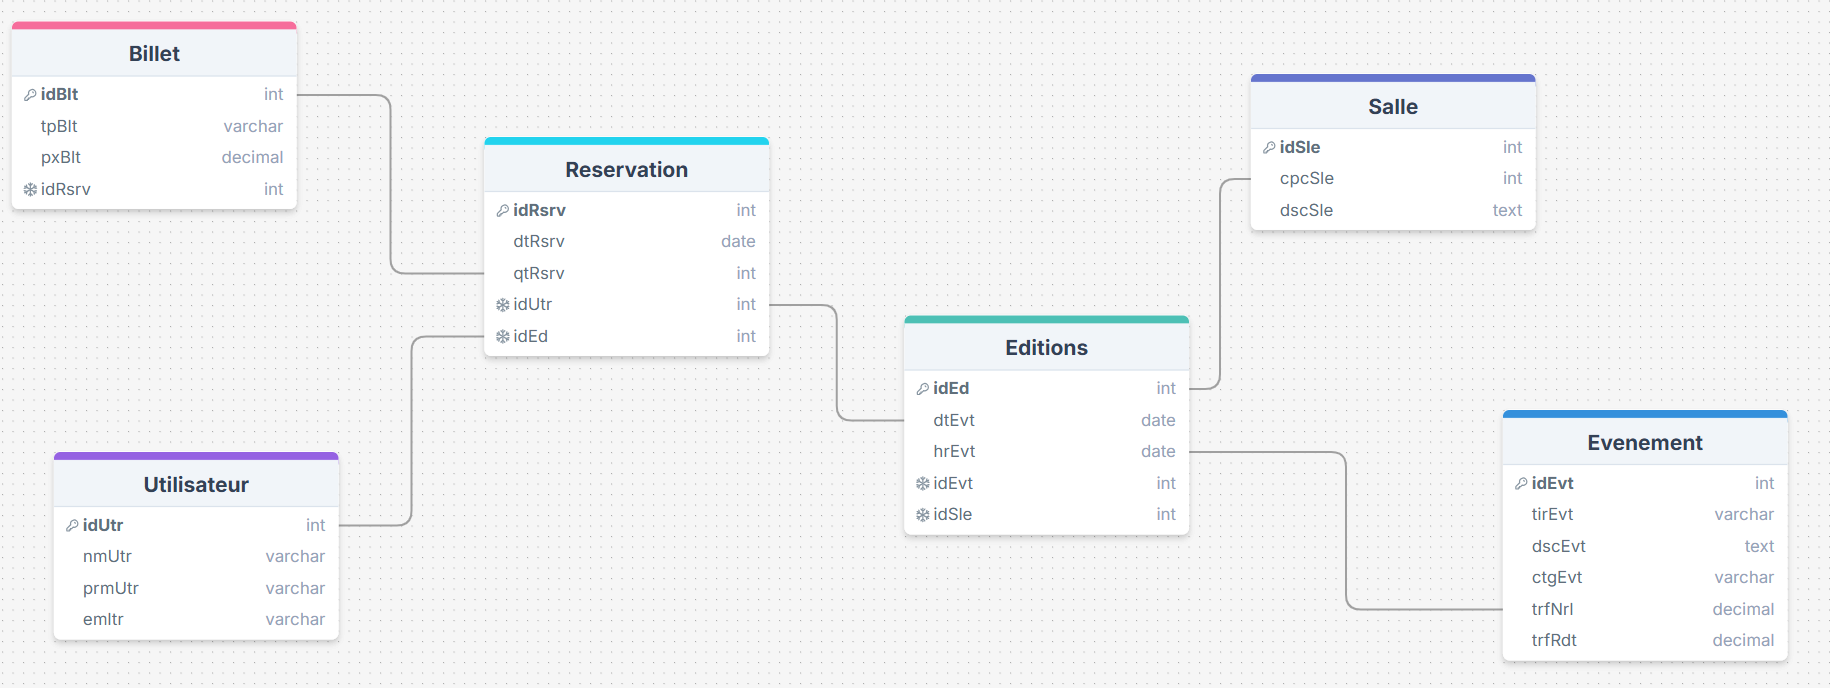 Billet
idBlt int
tpBlt varchar
pxBlt decimal
idRsrv int
Reservation
idRsrv int
dtRsrv date
qtRsrv int
idUtr int
idEd int
Utilisateur
idUtr int
nmUtr varchar
prmUtr varchar
emltr varchar
Editions
idEd int
dtEvt date
hrEvt date
idEvt int
idSle int
Salle
idSle int
cpcSle int
dscSle text
Evenement
idEvt int
tirEvt varchar
dscEvt text
ctgEvt varchar
trfNrl decimal
trfRdt decimal